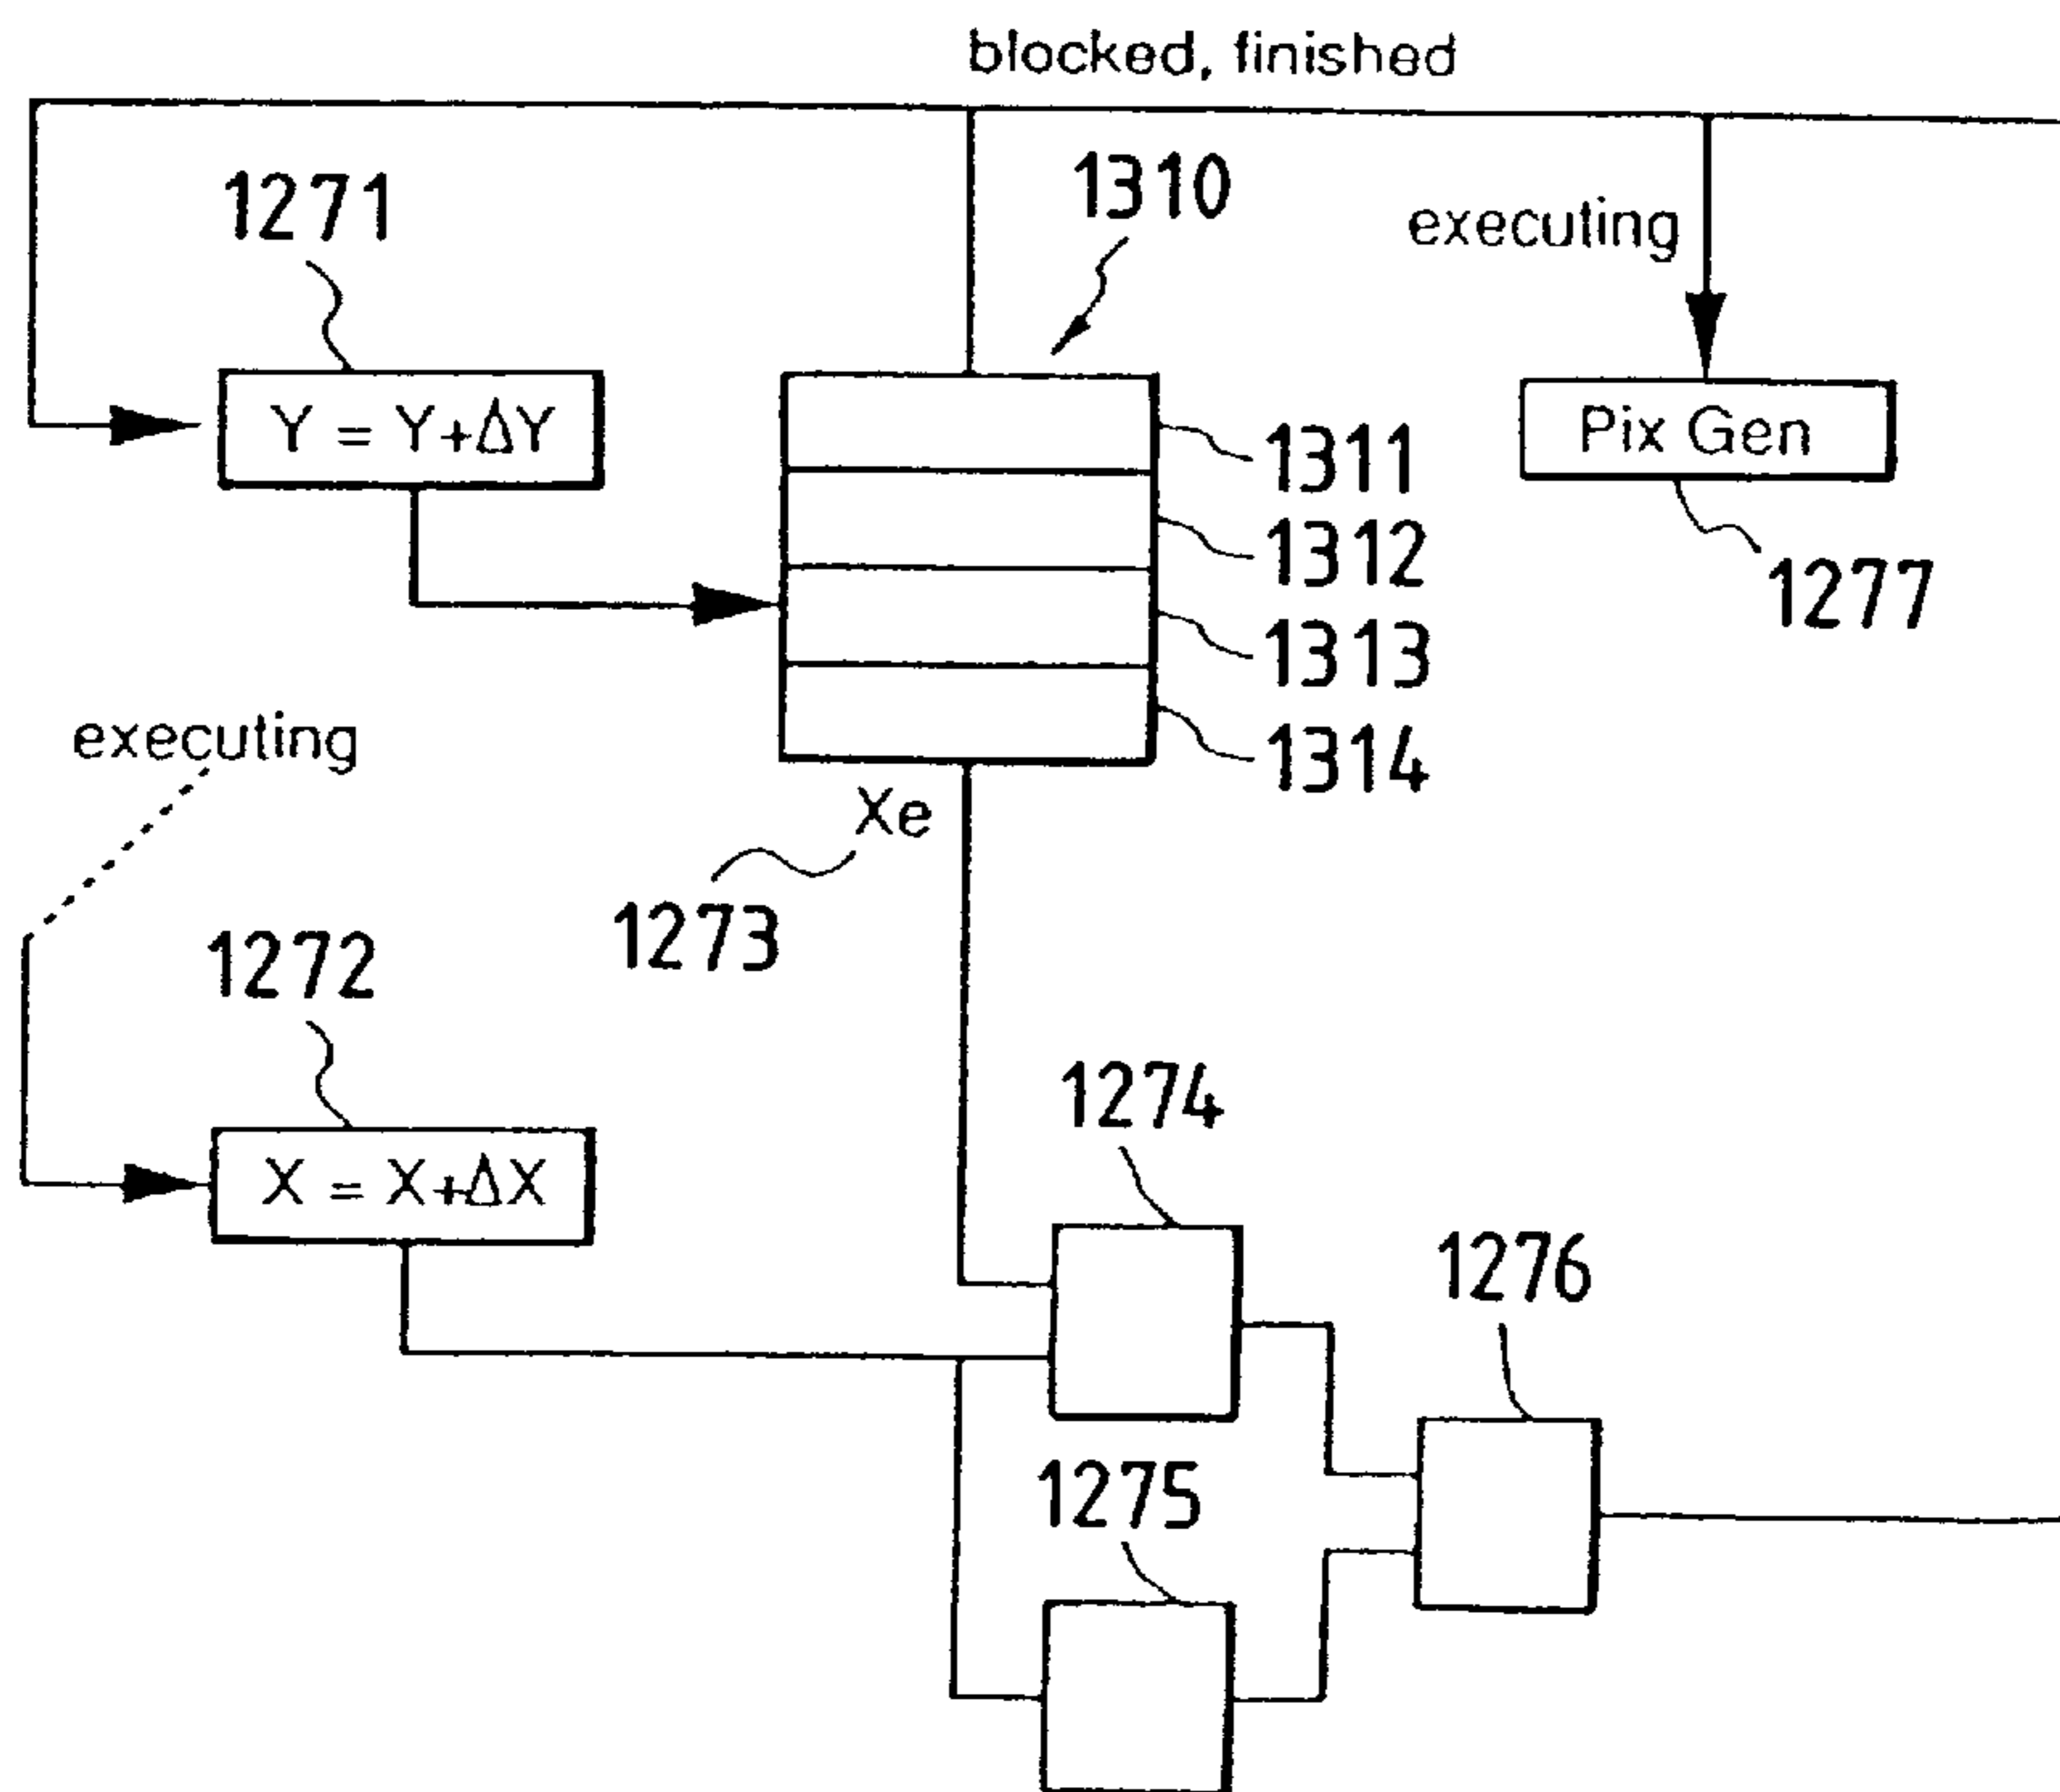 blocked, finished
1271
1310
executing
Y = Y+ΔY
Pix Gen
1311
1312
1313
1314
1277
executing
Xe
1273
1272
X = X+ΔX
1274
1276
1275